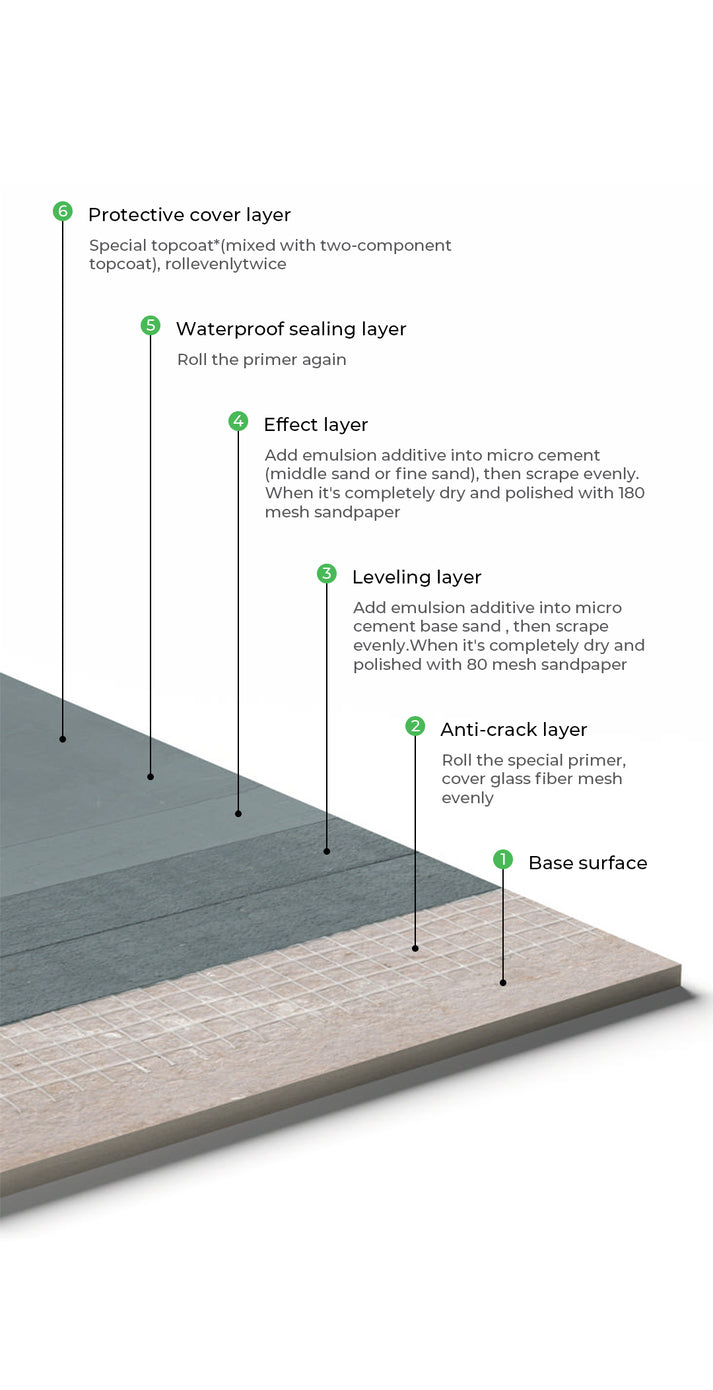 6 Protective cover layer
Special topcoat*(mixed with two-component
topcoat), rollevenlytwice
5 Waterproof sealing layer
Roll the primer again
4 Effect layer
Add emulsion additive into micro cement
(middle sand or fine sand), then scrape evenly.
When it's completely dry and polished with 180
mesh sandpaper
3 Leveling layer
Add emulsion additive into micro
cement base sand , then scrape
evenly.When it's completely dry and
polished with 80 mesh sandpaper
2 Anti-crack layer
Roll the special primer,
cover glass fiber mesh
evenly
1 Base surface